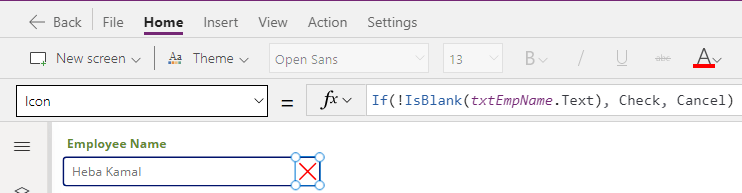 Back File Home Insert View Action Settings
New screen Aa Theme Open Sans 13 B I U abc A
Icon = fx If(!IsBlank(txtEmpName.Text), Check, Cancel)
Employee Name
Heba Kamal